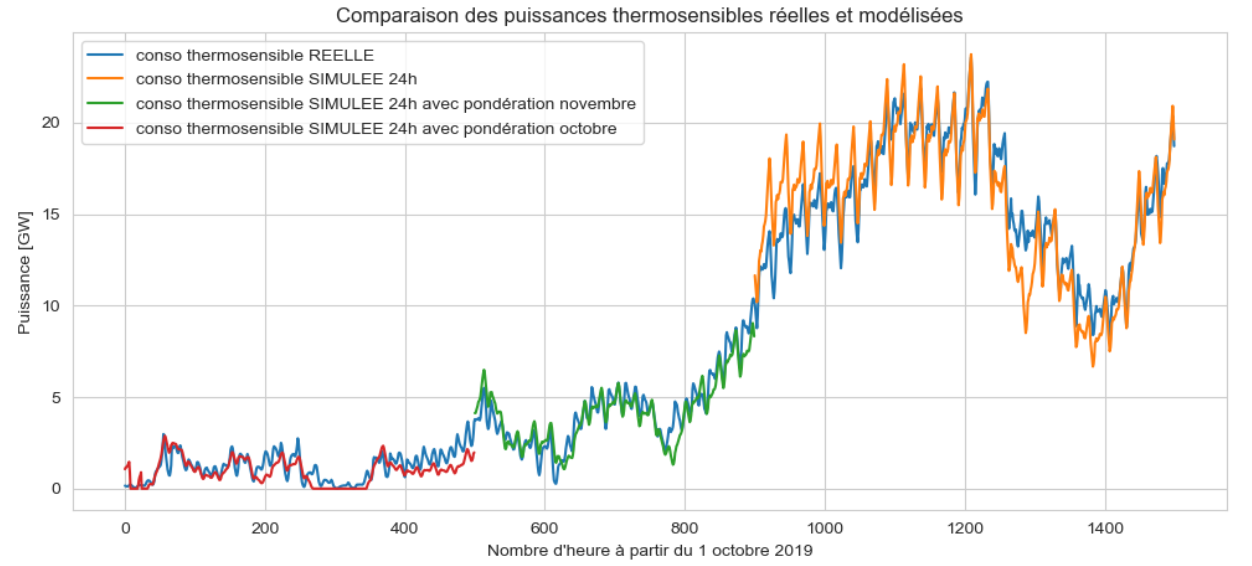 Comparaison des puissances thermosensibles réelles et modélisées
conso thermosensible REELLE
conso thermosensible SIMULEE 24h
conso thermosensible SIMULEE 24h avec pondération novembre
conso thermosensible SIMULEE 24h avec pondération octobre
Puissance [GW]
20
15
10
5
0
0 200 400 600 800 1000 1200 1400
Nombre d'heure à partir du 1 octobre 2019